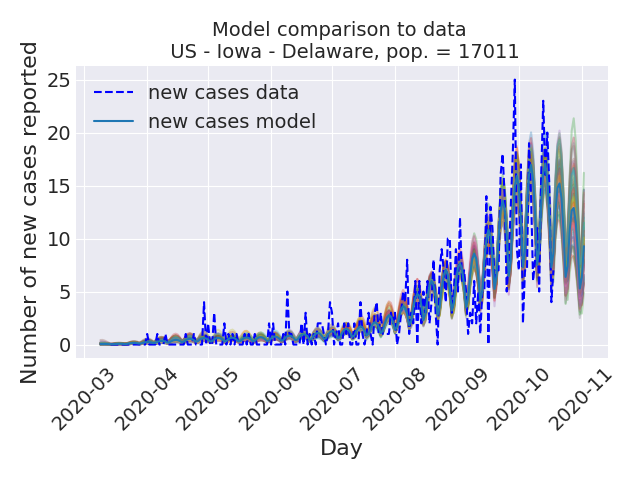 Model comparison to data
US - Iowa - Delaware, pop. = 17011
Number of new cases reported
25
20
15
10
5
0
new cases data
new cases model
2020-03
2020-04
2020-05
2020-06
2020-07
2020-08
2020-09
2020-10
2020-11
Day